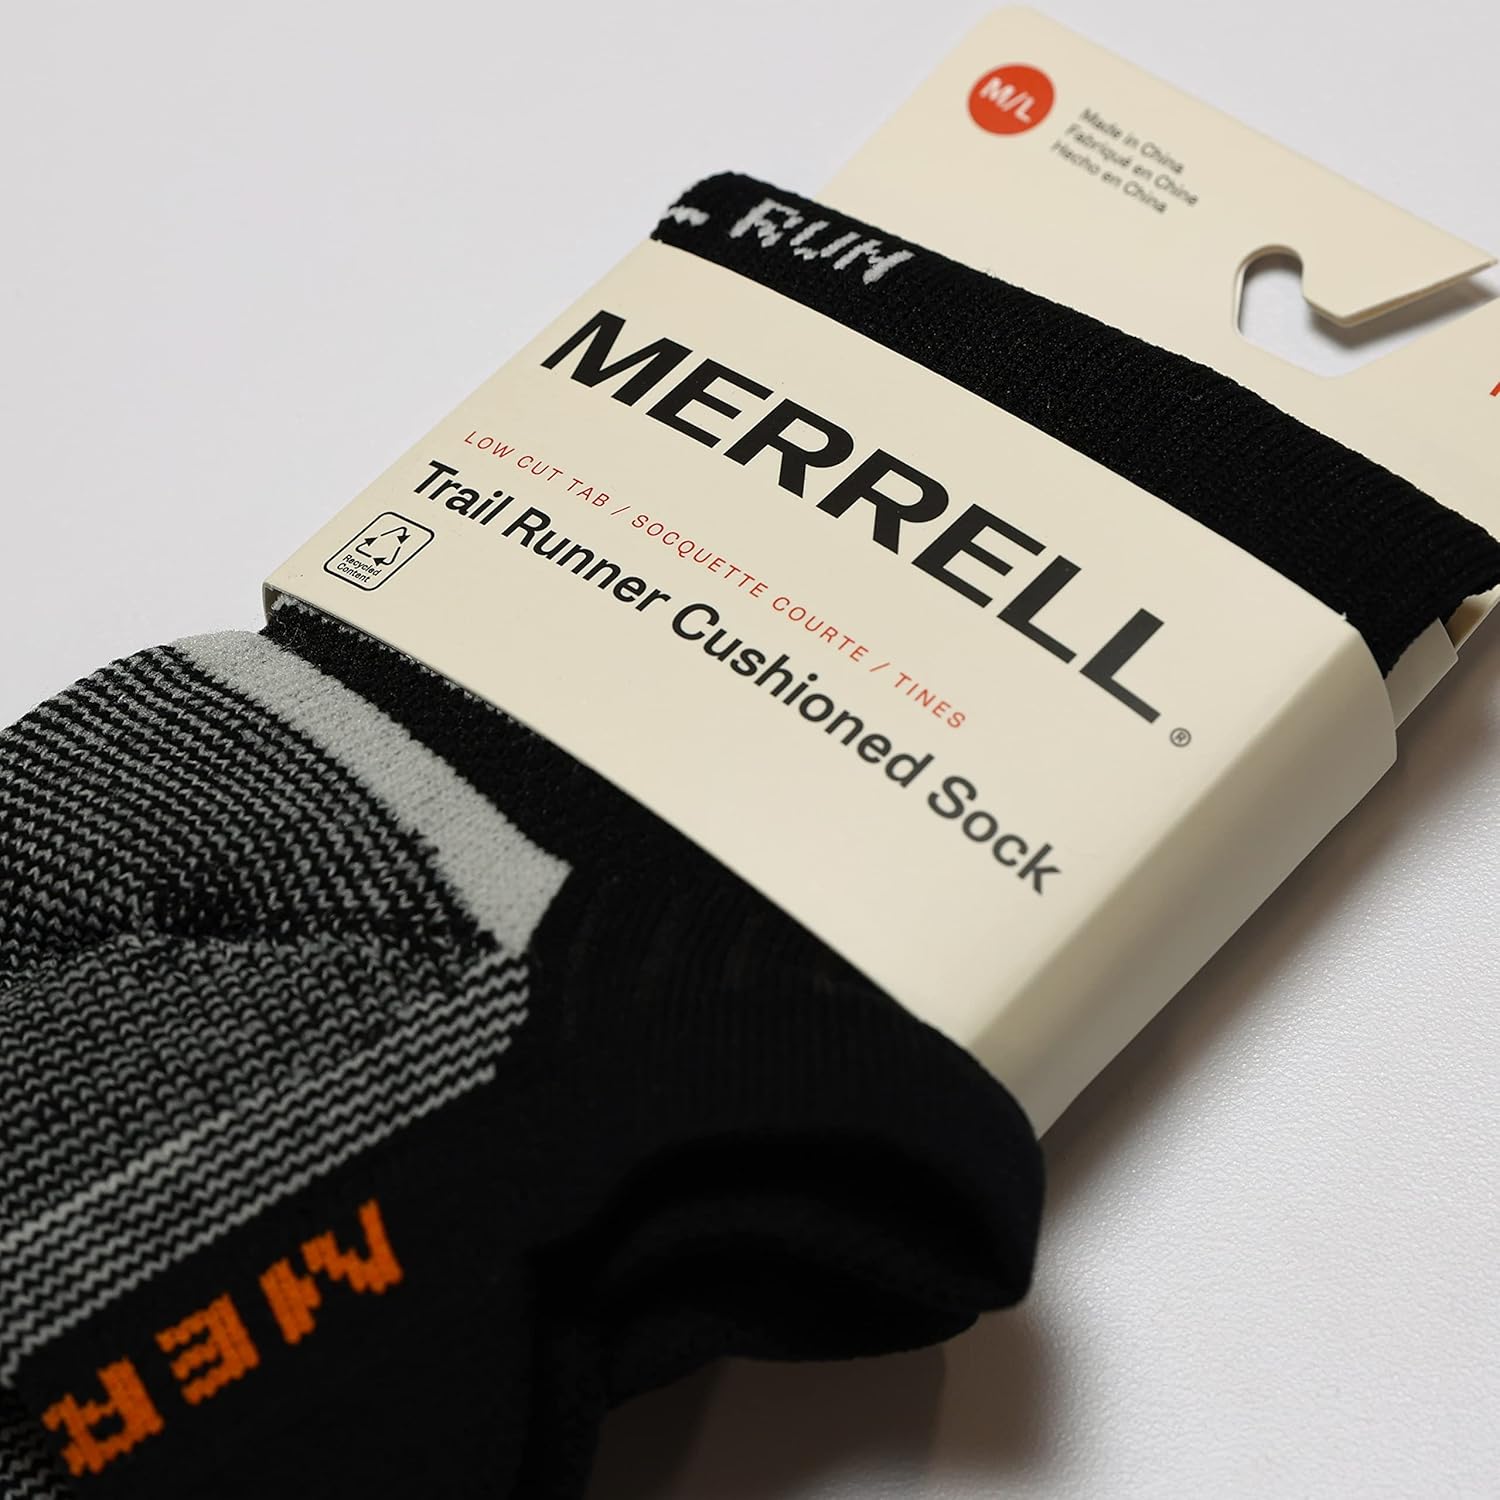 M/L
Made in China
Fabriqué en Chine
Hecho en China
RUN
MERRELL®
LOW CUT TAB / SOCQUETTE COURTE / TINES
Trail Runner Cushioned Sock
Recycled
Content
MER